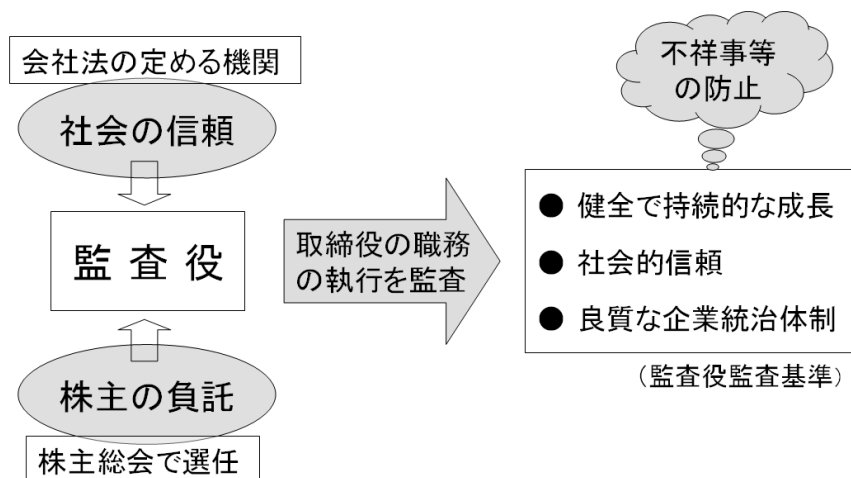 会社法の定める機関
社会の信頼
監査役
株主の負託
株主総会で選任
取締役の職務
の執行を監査
不祥事等
の防止
● 健全で持続的な成長
● 社会的信頼
● 良質な企業統治体制
（監査役監査基準）